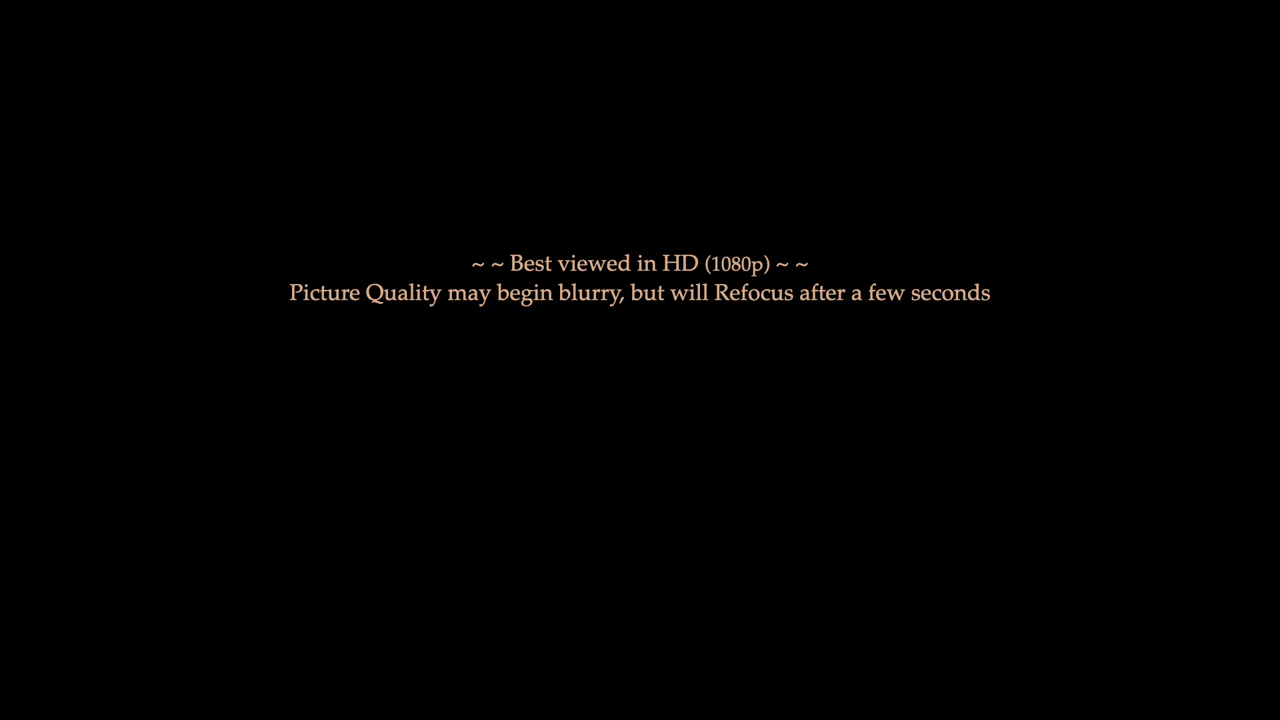 ~ ~ Best viewed in HD (1080p) ~ ~
Picture Quality may begin blurry, but will Refocus after a few seconds